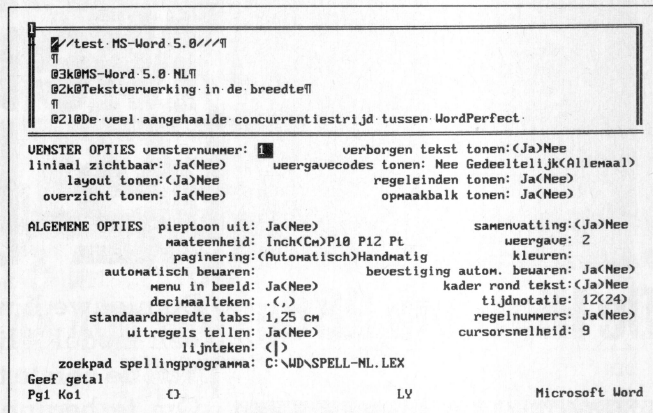 1
///test·MS-Word·5.0///¶
¶
@3k@MS-Word·5.0·NL¶
@2k@Tekstverwerking·in·de·breedte¶
¶
@2l@De·veel·aangehaalde·concurrentiestrijd·tussen·WordPerfect·
VENSTER OPTIES vensternummer: 1 verborgen tekst tonen:(Ja)Nee
liniaal zichtbaar: Ja(Nee) weergavecodes tonen: Nee Gedeeltelijk(Allemaal)
layout tonen:(Ja)Nee regeleinden tonen: Ja(Nee)
overzicht tonen: Ja(Nee) opmaakbalk tonen: Ja(Nee)
ALGEMENE OPTIES pieptoon uit: Ja(Nee) samenvatting:(Ja)Nee
maateenheid: Inch(Cm)P10 P12 Pt weergave: 2
paginering:(Automatisch)Handmatig kleuren:
automatisch bewaren: bevestiging autom. bewaren: Ja(Nee)
menu in beeld: Ja(Nee) kader rond tekst:(Ja)Nee
decimaalteken: .(,) tijdnotatie: 12(24)
standaardbreedte tabs: 1,25 cm regelnummers: Ja(Nee)
witregels tellen: Ja(Nee) cursorsnelheid: 9
lijnteken: (|)
zoekpad spellingprogramma: C:\WD\SPELL-NL.LEX
Geef getal
Pg1 Ko1 {} LY Microsoft Word